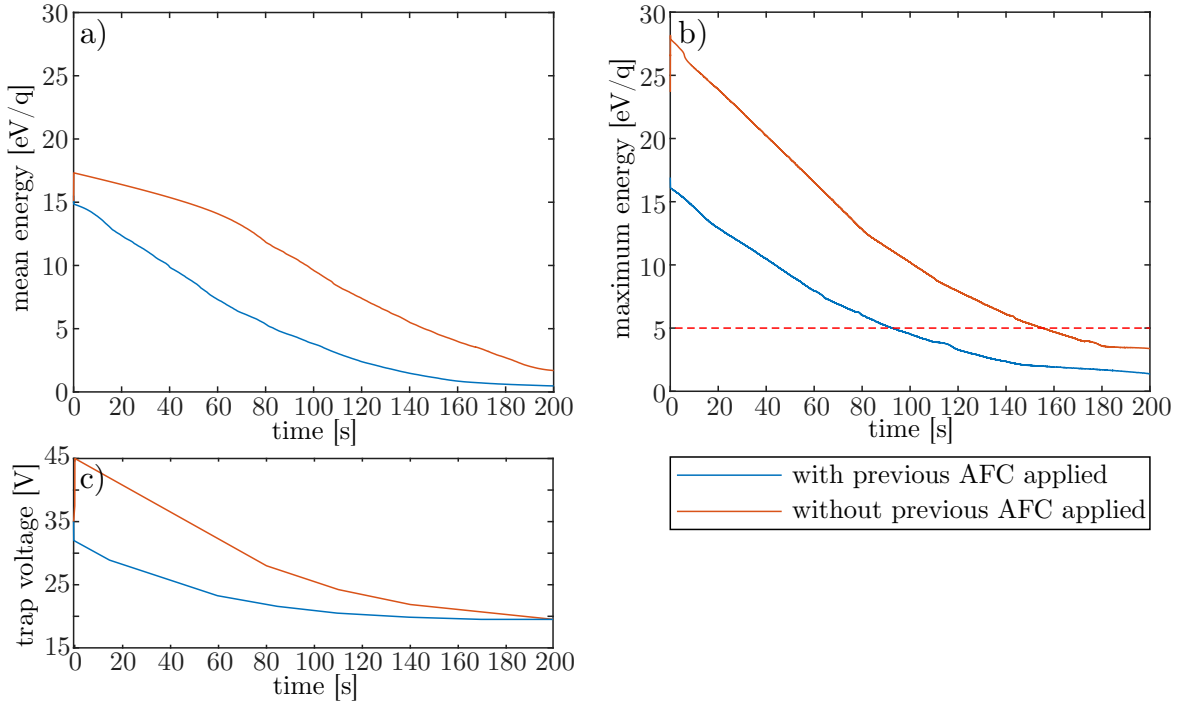 a)
mean energy [eV/q]
30
25
20
15
10
5
0
0 20 40 60 80 100 120 140 160 180 200
time [s]
b)
maximum energy [eV/q]
30
25
20
15
10
5
0
0 20 40 60 80 100 120 140 160 180 200
time [s]
c)
trap voltage [V]
45
35
25
15
0 20 40 60 80 100 120 140 160 180 200
time [s]
with previous AFC applied
without previous AFC applied